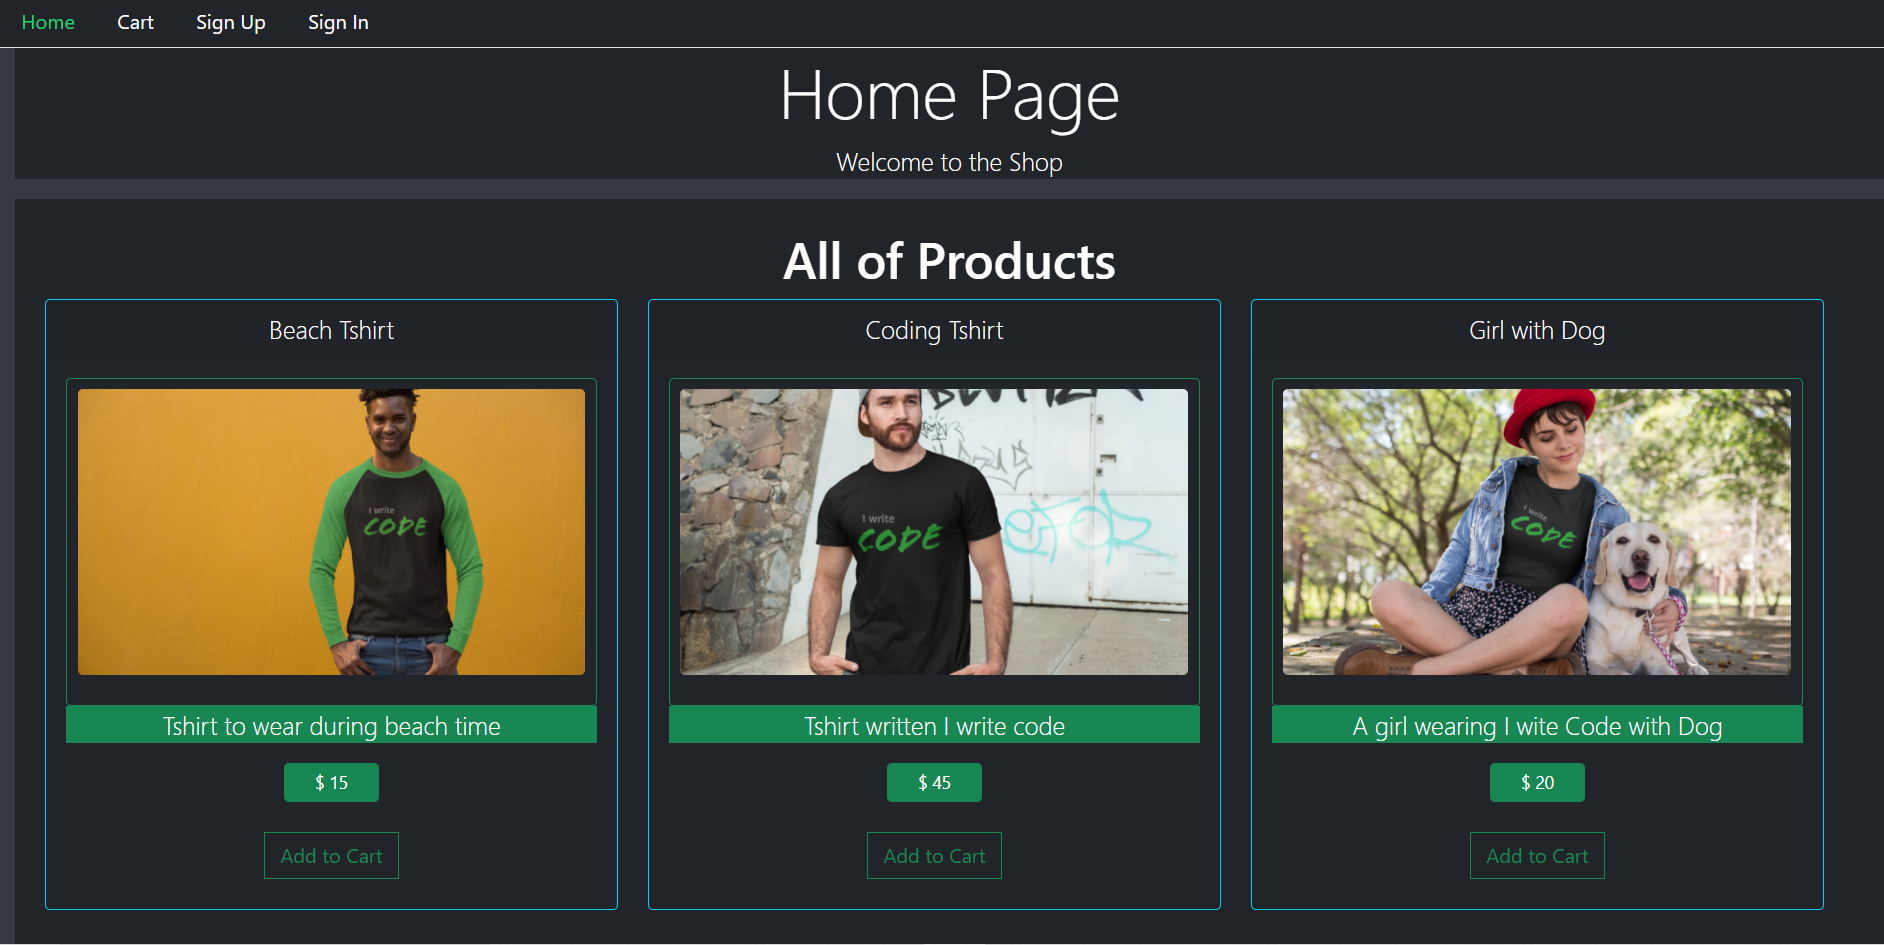 Home Cart Sign Up Sign In
Home Page
Welcome to the Shop
All of Products
Beach Tshirt
I write
CODE
Tshirt to wear during beach time
$ 15
Add to Cart
Coding Tshirt
I write
CODE
Tshirt written I write code
$ 45
Add to Cart
Girl with Dog
I write
CODE
A girl wearing I wite Code with Dog
$ 20
Add to Cart